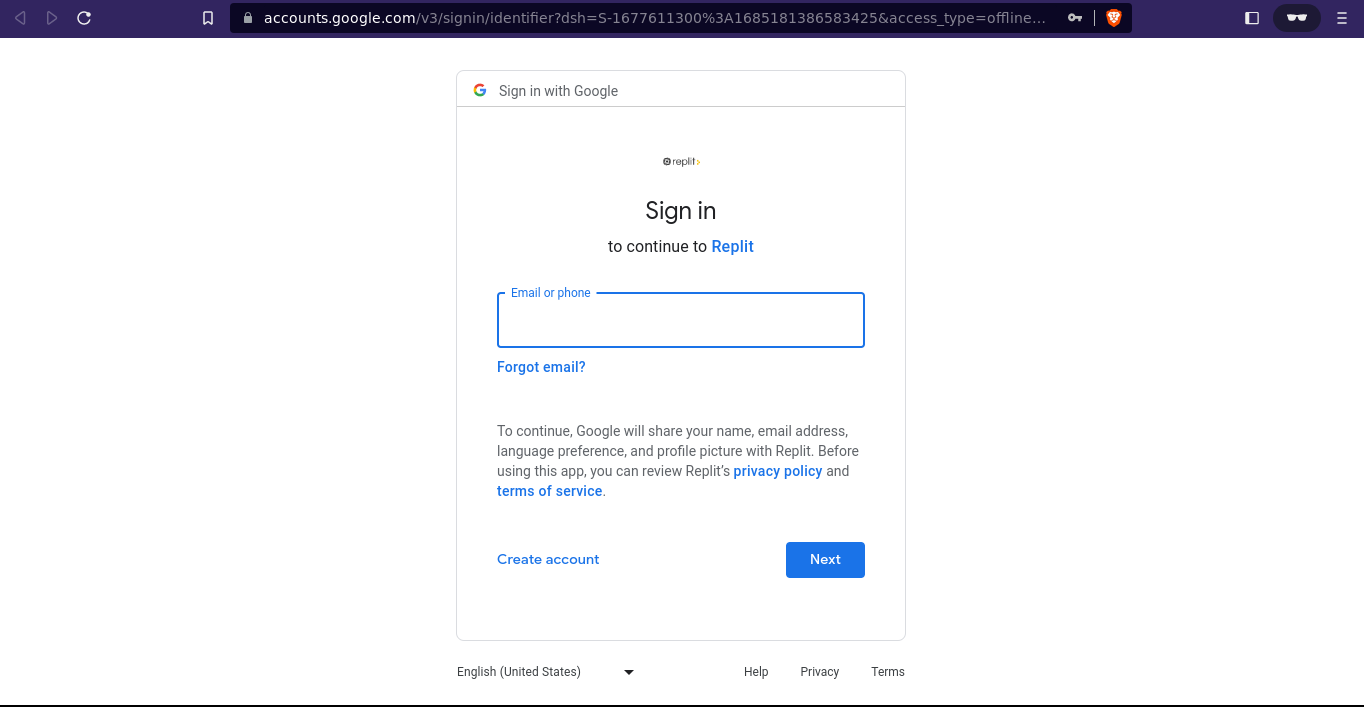 accounts.google.com/v3/signin/identifier?dsh=S-1677611300%3A1685181386583425&access_type=offline...
Sign in with Google
replit
Sign in
to continue to Replit
Email or phone
Forgot email?
To continue, Google will share your name, email address,
language preference, and profile picture with Replit. Before
using this app, you can review Replit’s privacy policy and
terms of service.
Create account
Next
English (United States)
Help
Privacy
Terms